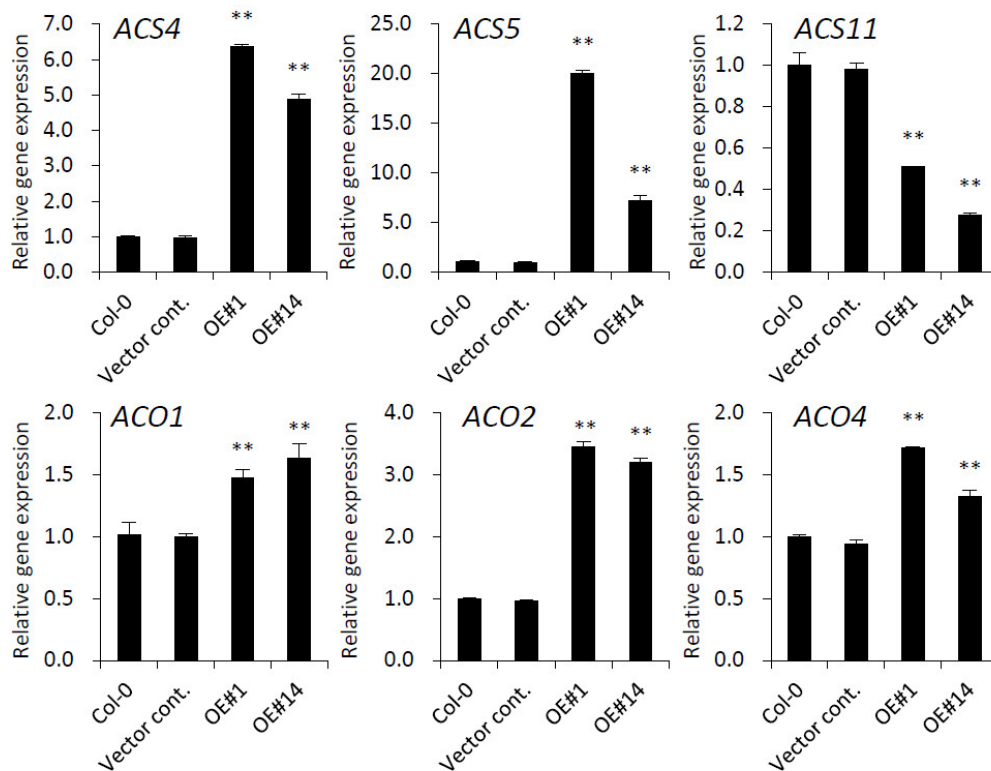 ACS4
Relative gene expression
7.0
6.0
5.0
4.0
3.0
2.0
1.0
0.0
**
**
Col-0
Vector cont.
OE#1
OE#14
ACS5
Relative gene expression
25.0
20.0
15.0
10.0
5.0
0.0
**
**
Col-0
Vector cont.
OE#1
OE#14
ACS11
Relative gene expression
1.2
1.0
0.8
0.6
0.4
0.2
0.0
**
**
Col-0
Vector cont.
OE#1
OE#14
ACO1
Relative gene expression
2.0
1.5
1.0
0.5
0.0
**
**
Col-0
Vector cont.
OE#1
OE#14
ACO2
Relative gene expression
4.0
3.0
2.0
1.0
0.0
**
**
Col-0
Vector cont.
OE#1
OE#14
ACO4
Relative gene expression
2.0
1.5
1.0
0.5
0.0
**
**
Col-0
Vector cont.
OE#1
OE#14